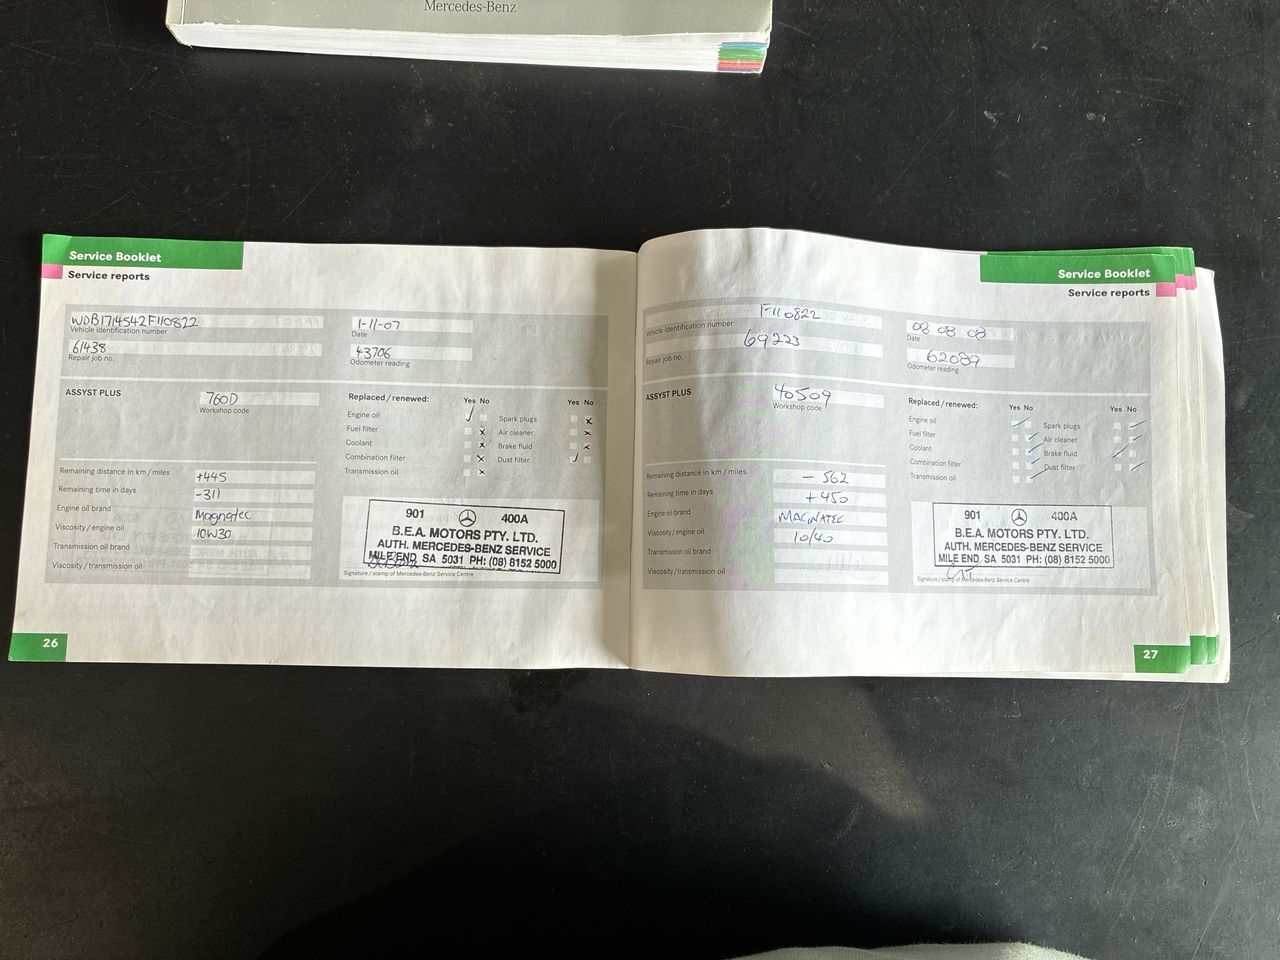 Mercedes-Benz
Service Booklet
Service reports
WDB1714542F110822
Vehicle identification number
1-11-07
Date
61438
Repair job no.
43706
Odometer reading
ASSYST PLUS
760D
Workshop code
Replaced/renewed:
Yes No
Yes No
Engine oil
Spark plugs
Fuel filter
Air cleaner
Coolant
Brake fluid
Combination filter
Dust filter
Transmission oil
Remaining distance in km/miles
+445
Remaining time in days
-311
Engine oil brand
Magnatec
Viscosity/engine oil
10W30
Transmission oil brand
Viscosity/transmission oil
901 400A
B.E.A. MOTORS PTY. LTD.
AUTH. MERCEDES-BENZ SERVICE
MILE END, SA 5031 PH: (08) 8152 5000
Signature/stamp of Mercedes-Benz Service Centre
26
Service Booklet
Service reports
F110822
Vehicle identification number
08 08 08
Date
69223
Repair job no.
62089
Odometer reading
ASSYST PLUS
40509
Workshop code
Replaced/renewed:
Yes No
Yes No
Engine oil
Spark plugs
Fuel filter
Air cleaner
Coolant
Brake fluid
Combination filter
Dust filter
Transmission oil
Remaining distance in km/miles
- 562
Remaining time in days
+450
Engine oil brand
MAGNATEC
Viscosity/engine oil
10/40
Transmission oil brand
Viscosity/transmission oil
901 400A
B.E.A. MOTORS PTY. LTD.
AUTH. MERCEDES-BENZ SERVICE
MILE END, SA 5031 PH: (08) 8152 5000
Signature/stamp of Mercedes-Benz Service Centre
27